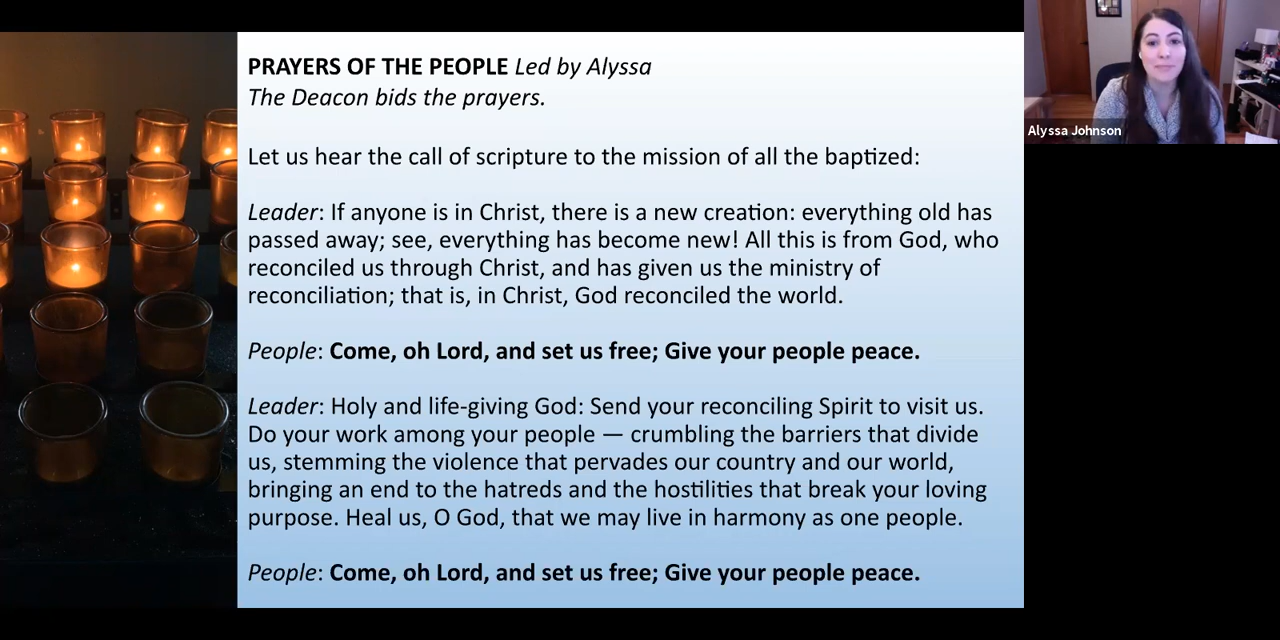 PRAYERS OF THE PEOPLE Led by Alyssa
The Deacon bids the prayers.
Let us hear the call of scripture to the mission of all the baptized:
Leader: If anyone is in Christ, there is a new creation: everything old has
passed away; see, everything has become new! All this is from God, who
reconciled us through Christ, and has given us the ministry of
reconciliation; that is, in Christ, God reconciled the world.
People: Come, oh Lord, and set us free; Give your people peace.
Leader: Holy and life-giving God: Send your reconciling Spirit to visit us.
Do your work among your people — crumbling the barriers that divide
us, stemming the violence that pervades our country and our world,
bringing an end to the hatreds and the hostilities that break your loving
purpose. Heal us, O God, that we may live in harmony as one people.
People: Come, oh Lord, and set us free; Give your people peace.
Alyssa Johnson